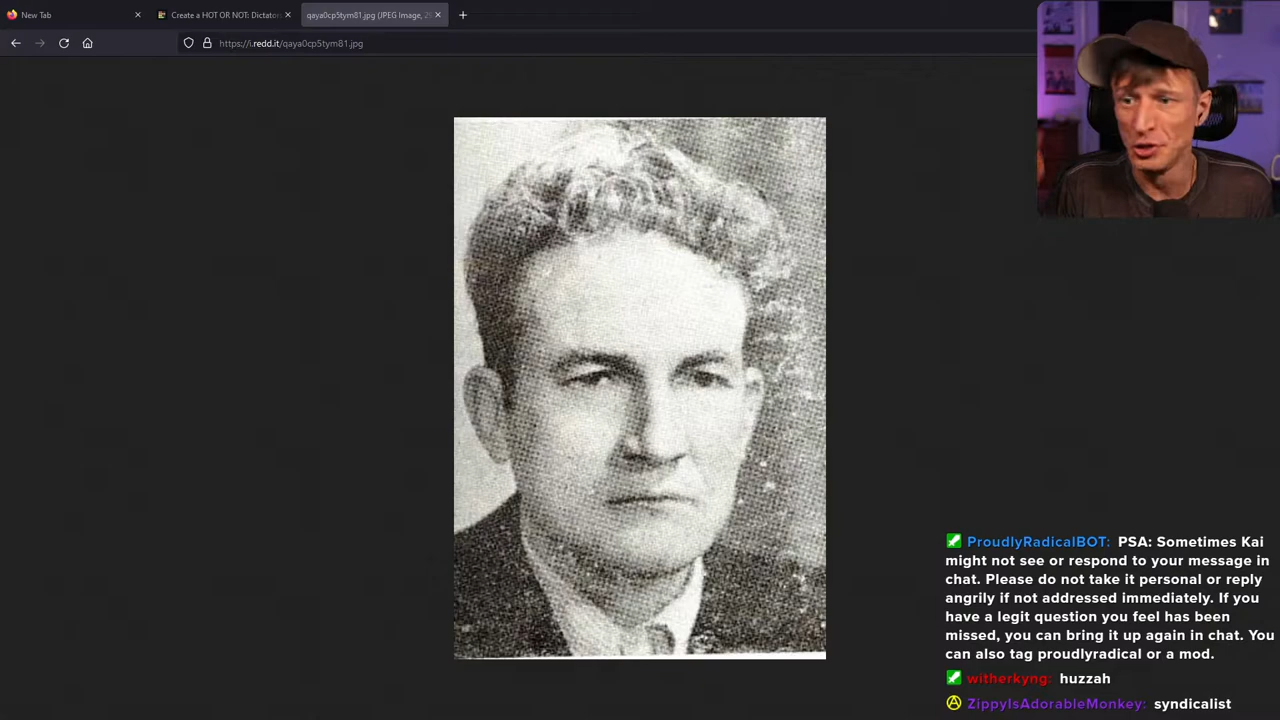 New Tab
Create a HOT OR NOT: Dictators
qaya0cp5tym81.jpg (JPEG Image, 29
https://i.redd.it/qaya0cp5tym81.jpg
ProudlyRadicalBOT: PSA: Sometimes Kai
might not see or respond to your message in
chat. Please do not take it personal or reply
angrily if not addressed immediately. If you
have a legit question you feel has been
missed, you can bring it up again in chat. You
can also tag proudlyradical or a mod.
witherkyng: huzzah
ZippyIsAdorableMonkey: syndicalist